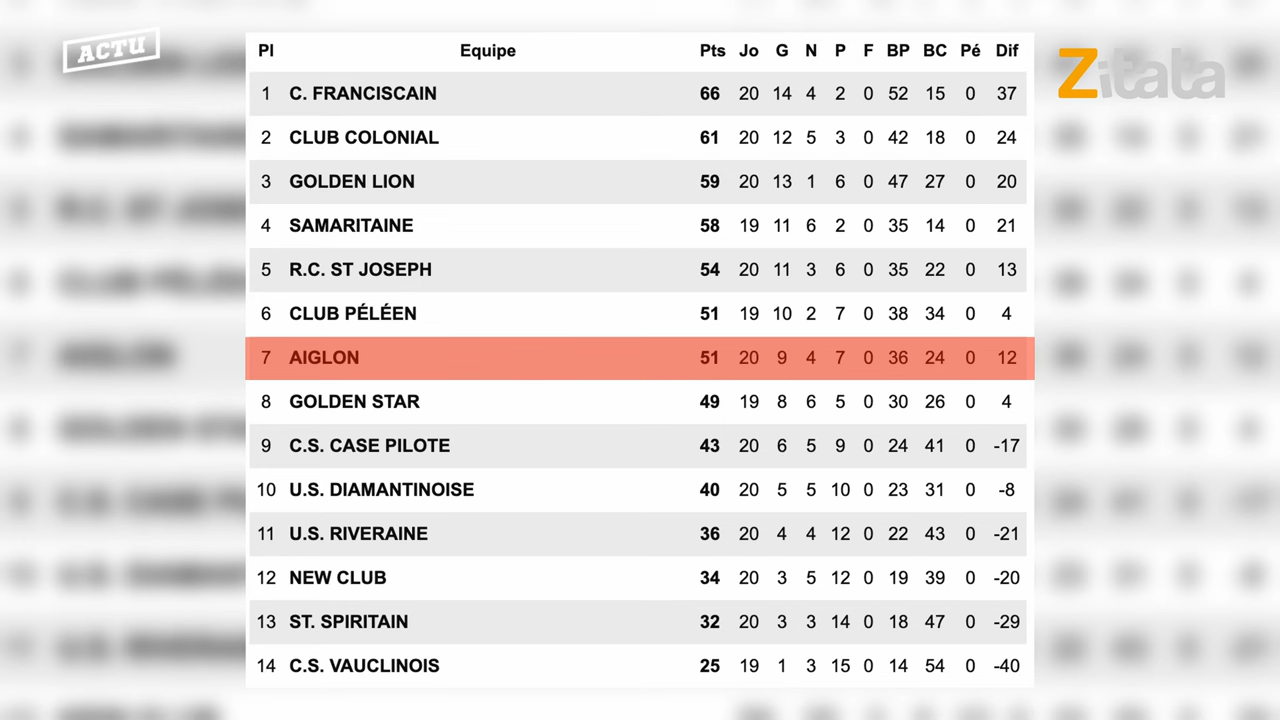 ACTU
Zitata
Pl Equipe Pts Jo G N P F BP BC Pé Dif
1 C. FRANCISCAIN 66 20 14 4 2 0 52 15 0 37
2 CLUB COLONIAL 61 20 12 5 3 0 42 18 0 24
3 GOLDEN LION 59 20 13 1 6 0 47 27 0 20
4 SAMARITAINE 58 19 11 6 2 0 35 14 0 21
5 R.C. ST JOSEPH 54 20 11 3 6 0 35 22 0 13
6 CLUB PÉLÉEN 51 19 10 2 7 0 38 34 0 4
7 AIGLON 51 20 9 4 7 0 36 24 0 12
8 GOLDEN STAR 49 19 8 6 5 0 30 26 0 4
9 C.S. CASE PILOTE 43 20 6 5 9 0 24 41 0 -17
10 U.S. DIAMANTINOISE 40 20 5 5 10 0 23 31 0 -8
11 U.S. RIVERAINE 36 20 4 4 12 0 22 43 0 -21
12 NEW CLUB 34 20 3 5 12 0 19 39 0 -20
13 ST. SPIRITAIN 32 20 3 3 14 0 18 47 0 -29
14 C.S. VAUCLINOIS 25 19 1 3 15 0 14 54 0 -40